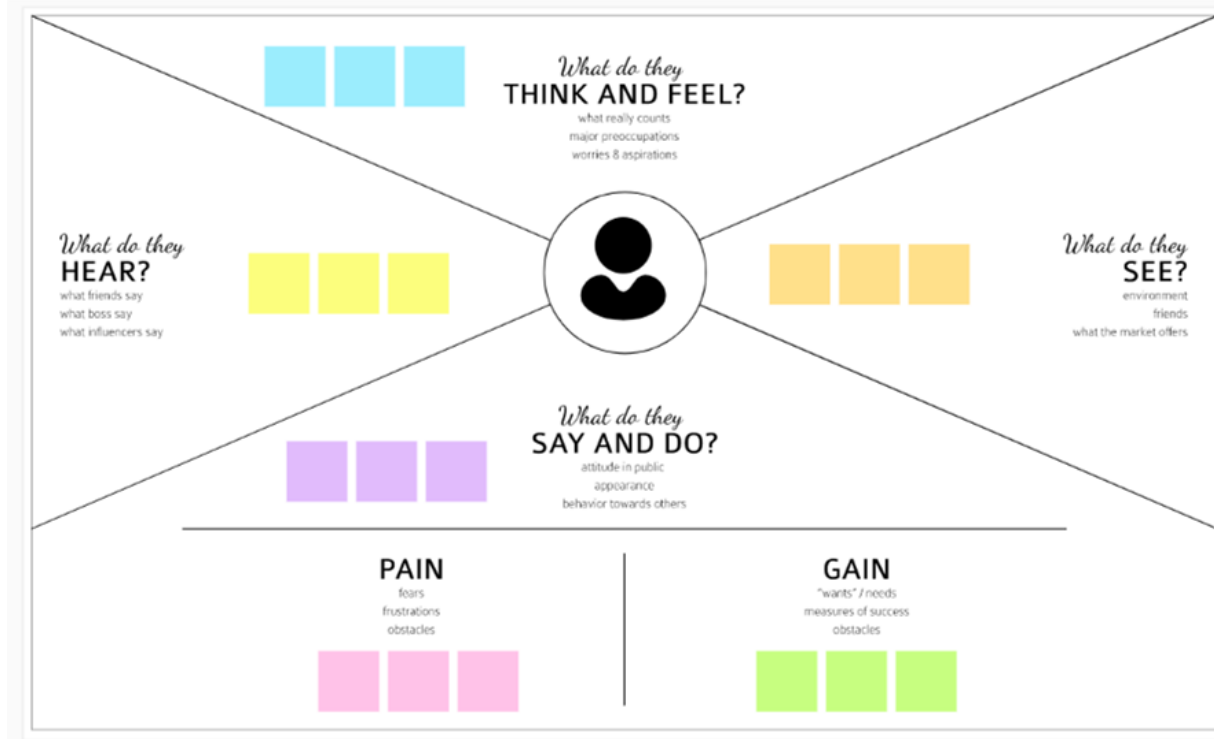 What do they
THINK AND FEEL?
what really counts
major preoccupations
worries & aspirations
What do they
HEAR?
what friends say
what boss say
what influencers say
What do they
SEE?
environment
friends
what the market offers
What do they
SAY AND DO?
attitude in public
appearance
behavior towards others
PAIN
fears
frustrations
obstacles
GAIN
"wants" / needs
measures of success
obstacles